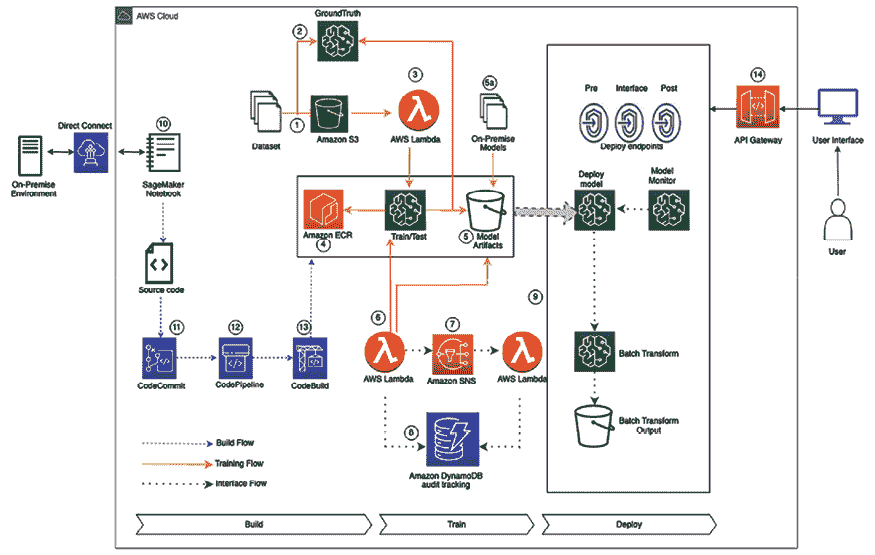 AWS Cloud
GroundTruth
2
3
5a
14
10
Direct Connect
Pre
Interface
Post
1
Dataset
Amazon S3
AWS Lambda
On-Premise
Models
Deploy endpoints
API Gateway
User Interface
On-Premise
Environment
SageMaker
Notebook
Deploy
model
Model
Monitor
Amazon ECR
4
Train/Test
5
Model
Artifacts
User
Source code
9
6
7
11
12
13
AWS Lambda
Amazon SNS
AWS Lambda
Batch Transform
CodeCommit
CodePipeline
CodeBuild
Batch Transform
Output
8
Build Flow
Training Flow
Interface Flow
Amazon DynamoDB
audit tracking
Build
Train
Deploy